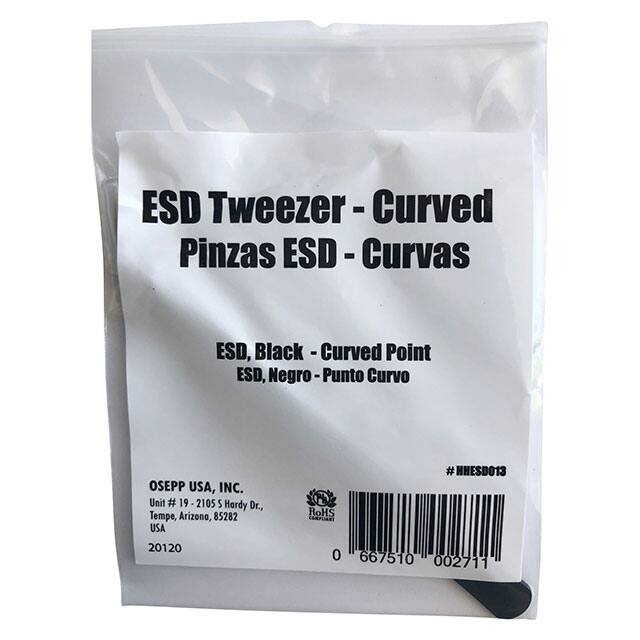 ESD Tweezer - Curved
Pinzas ESD - Curvas
ESD, Black - Curved Point
ESD, Negro - Punto Curvo
# HHESD013
OSEPP USA, INC.
Unit # 19 - 2105 S Hardy Dr.,
Tempe, Arizona, 85282
USA
20120
Pb
RoHS
COMPLIANT
0 667510 002711